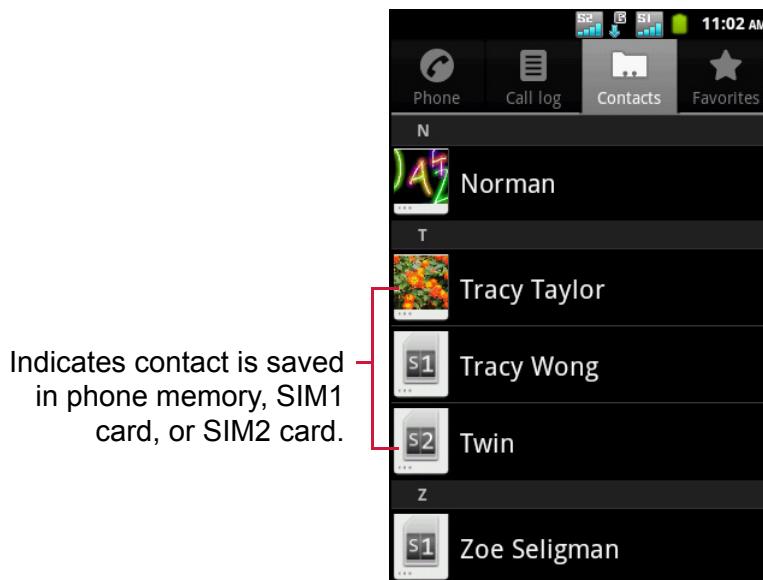 S2 E S1 11:02 AM
Phone Call log Contacts Favorites
N
Norman
T
Tracy Taylor
S1 Tracy Wong
S2 Twin
Z
S1 Zoe Seligman
Indicates contact is saved
in phone memory, SIM1
card, or SIM2 card.